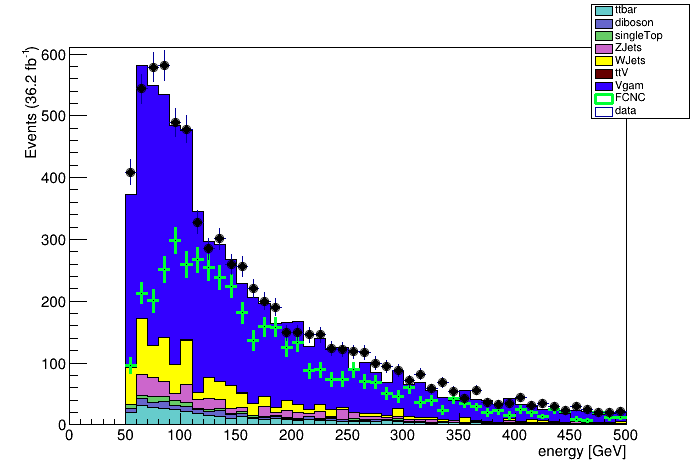 ttbar
diboson
singleTop
ZJets
WJets
ttV
Vgam
FCNC
data
Events (36.2 fb⁻¹)
600
500
400
300
200
100
0
0 50 100 150 200 250 300 350 400 450 500
energy [GeV]